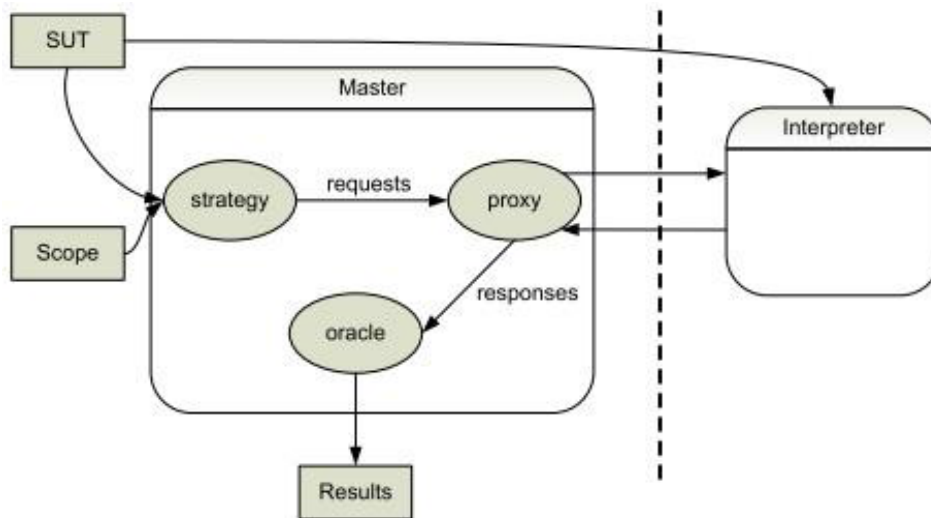 SUT
Master
Interpreter
requests
strategy
proxy
Scope
responses
oracle
Results